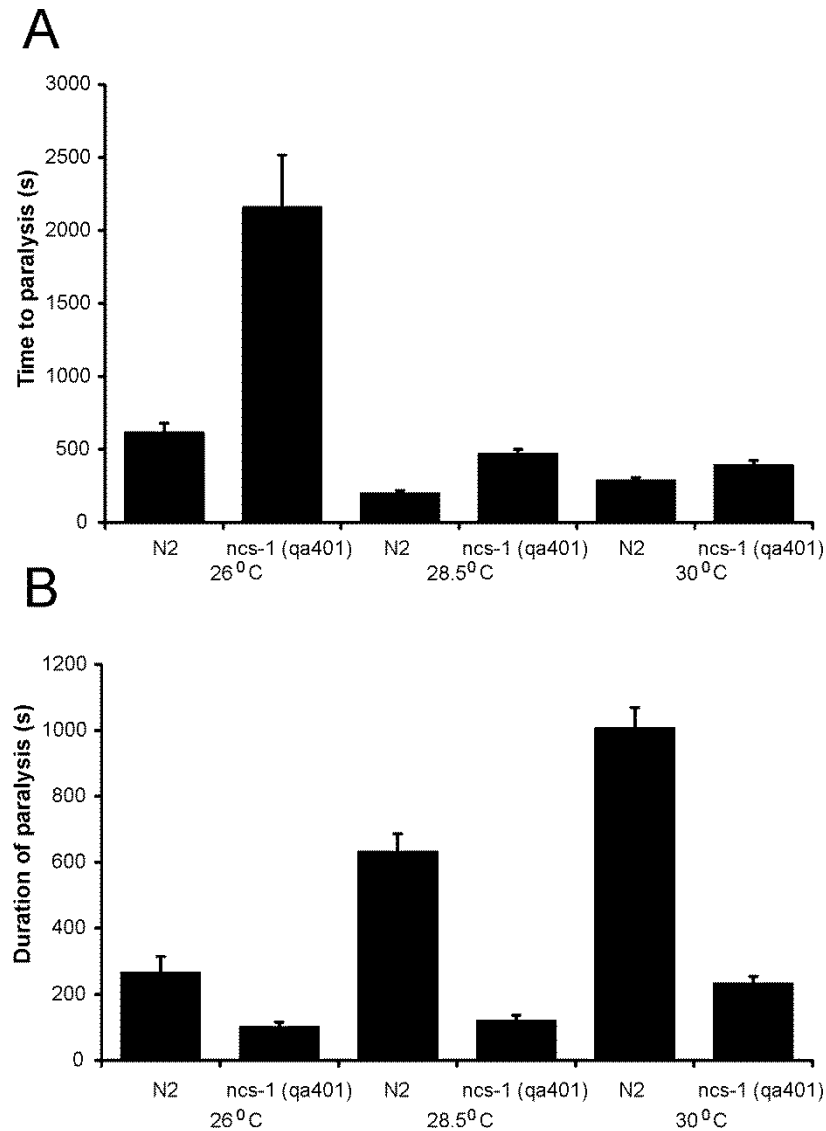 A
3000
2500
2000
1500
1000
500
0
Time to paralysis (s)
N2 ncs-1 (qa401) N2 ncs-1 (qa401) N2 ncs-1 (qa401)
26⁰C 28.5⁰C 30⁰C
B
1200
1000
800
600
400
200
0
Duration of paralysis (s)
N2 ncs-1 (qa401) N2 ncs-1 (qa401) N2 ncs-1 (qa401)
26⁰C 28.5⁰C 30⁰C